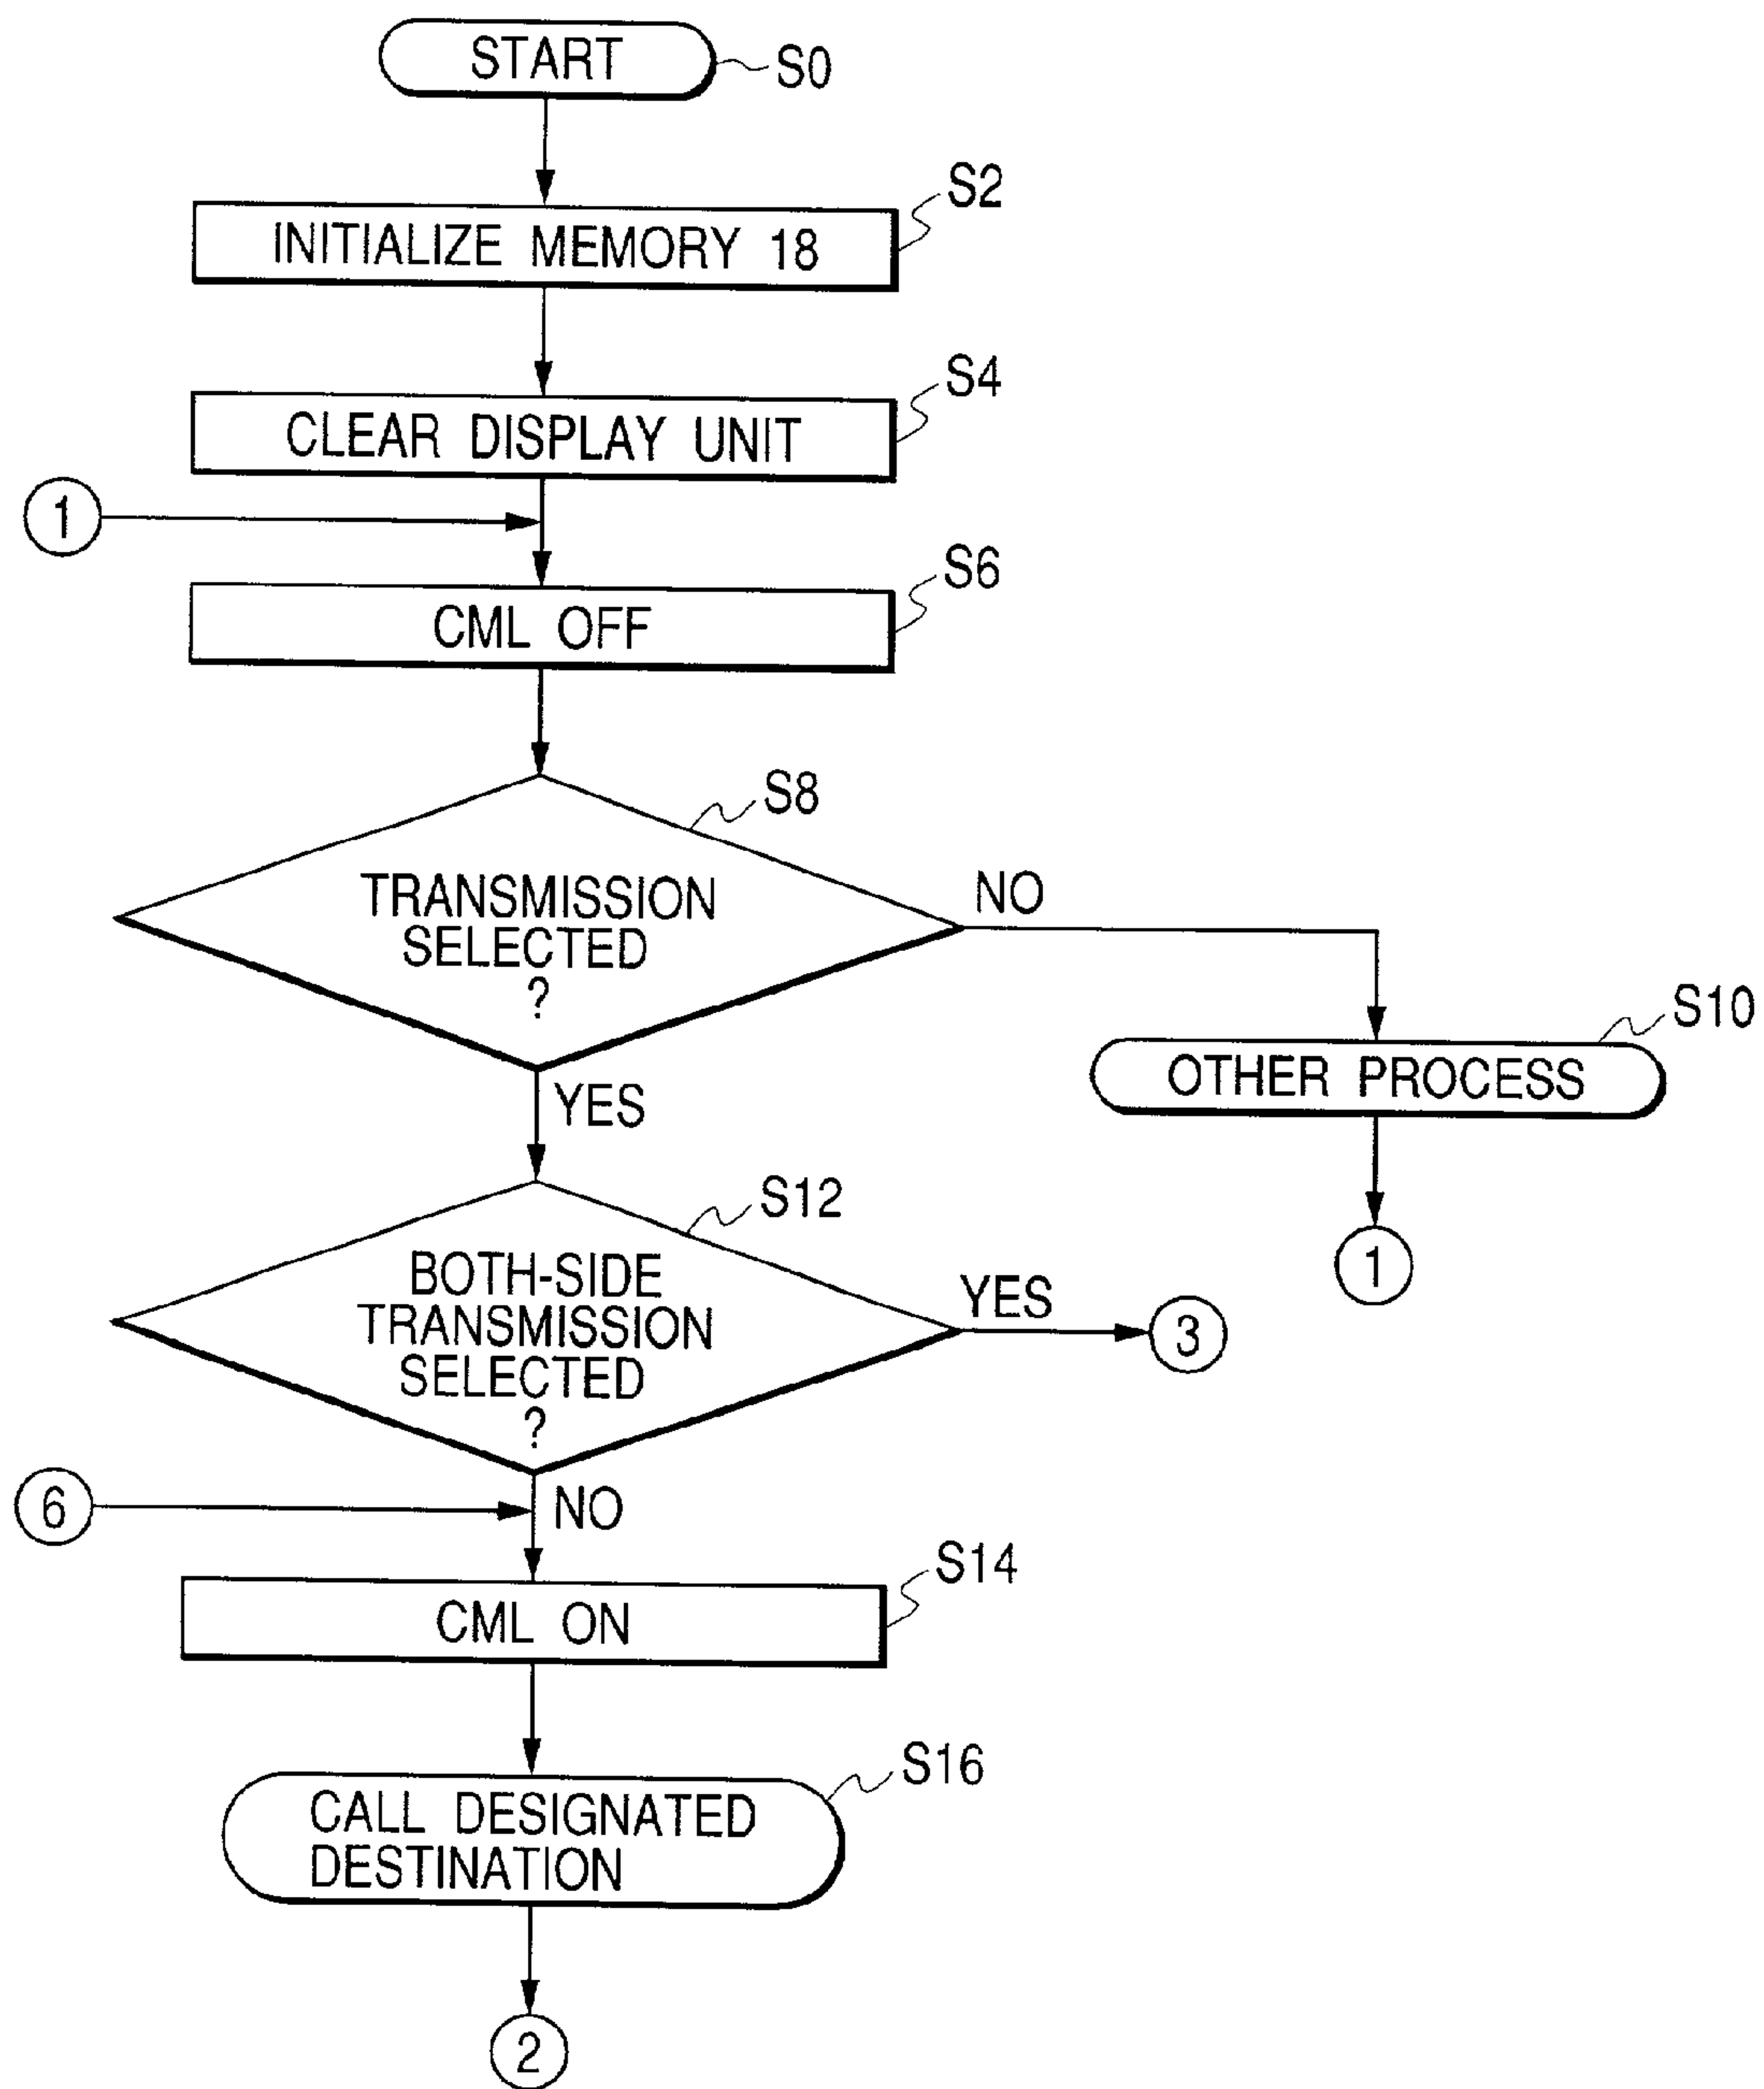 START
S0
S2
INITIALIZE MEMORY 18
S4
CLEAR DISPLAY UNIT
1
S6
CML OFF
S8
TRANSMISSION
SELECTED
?
NO
S10
OTHER PROCESS
YES
1
S12
BOTH-SIDE
TRANSMISSION
SELECTED
?
YES
3
6
NO
S14
CML ON
S16
CALL DESIGNATED
DESTINATION
2